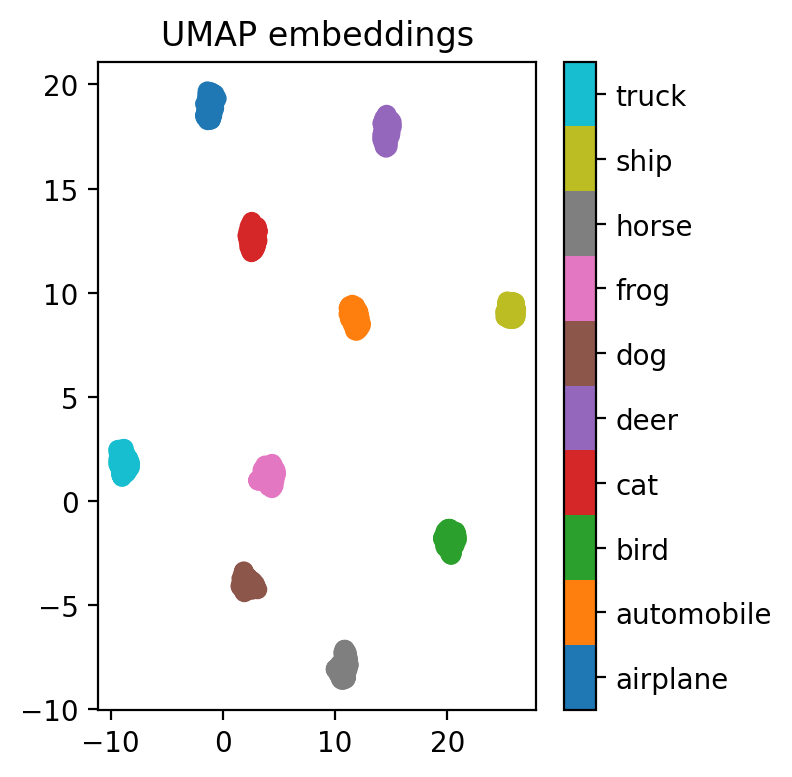 UMAP embeddings
20
15
10
5
0
−5
−10
−10 0 10 20
truck
ship
horse
frog
dog
deer
cat
bird
automobile
airplane